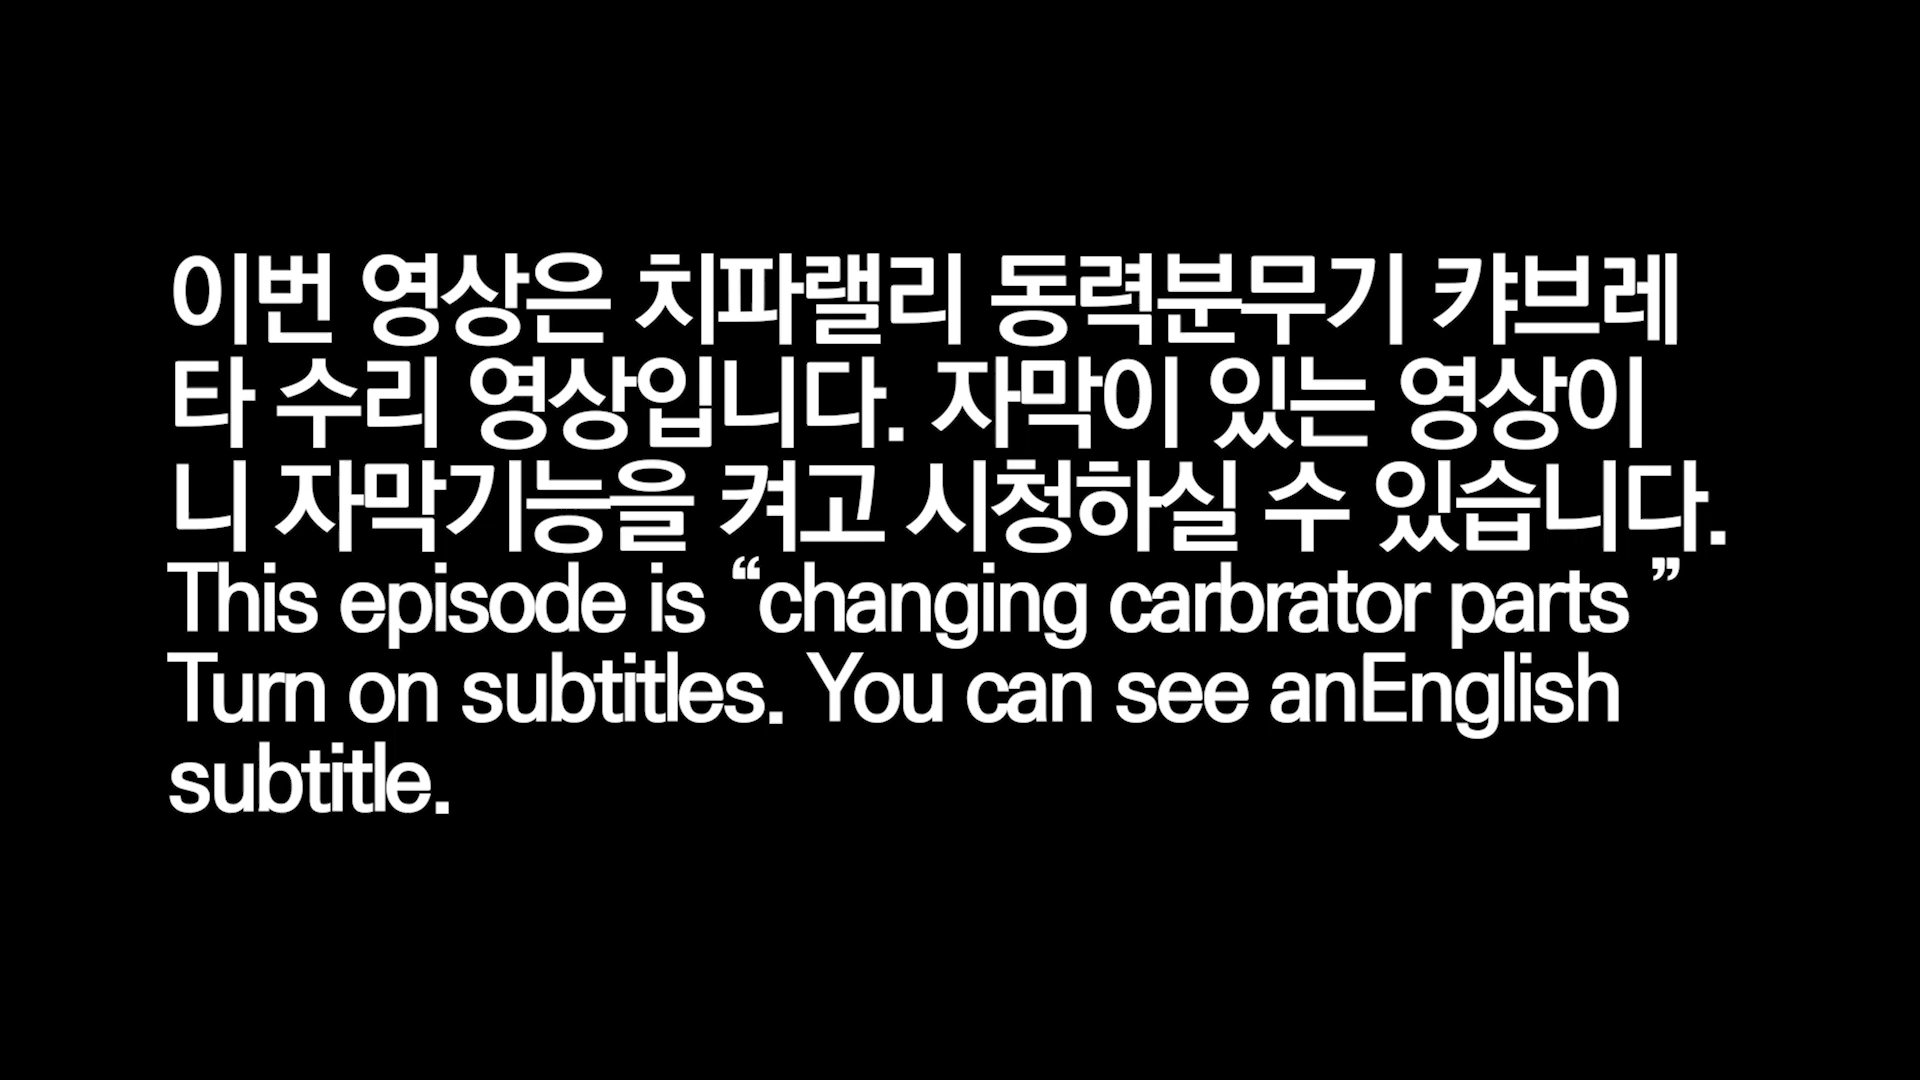 이번 영상은 치파랠리 동력분무기 캬브레
타 수리 영상입니다. 자막이 있는 영상이
니 자막기능을 켜고 시청하실 수 있습니다.
This episode is “changing carbrator parts ”
Turn on subtitles. You can see anEnglish
subtitle.